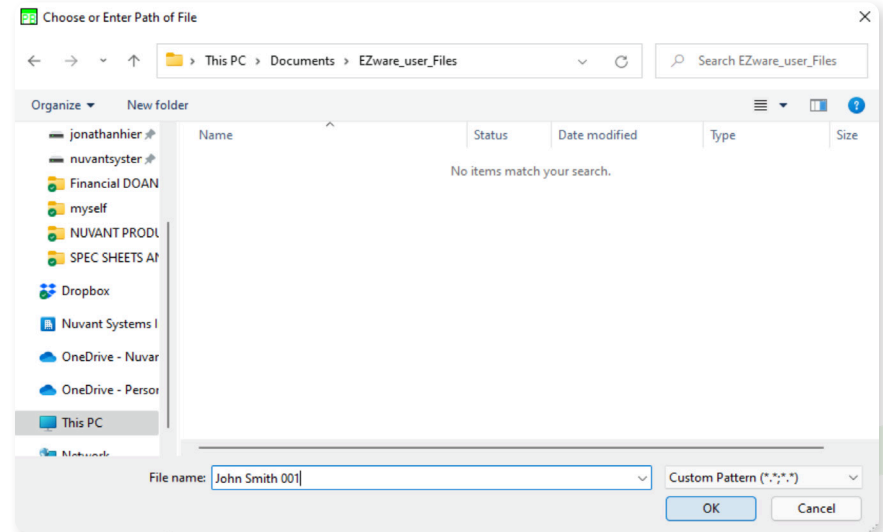 Choose or Enter Path of File
This PC > Documents > EZware_user_Files
Search EZware_user_Files
Organize
New folder
Name
Status
Date modified
Type
Size
No items match your search.
jonathanhier
nuvantsyster
Financial DOAN
myself
NUVANT PRODU
SPEC SHEETS AN
Dropbox
Nuvant Systems I
OneDrive - Nuvar
OneDrive - Person
This PC
Network
File name: John Smith 001
Custom Pattern (*.*;*.*)
OK
Cancel